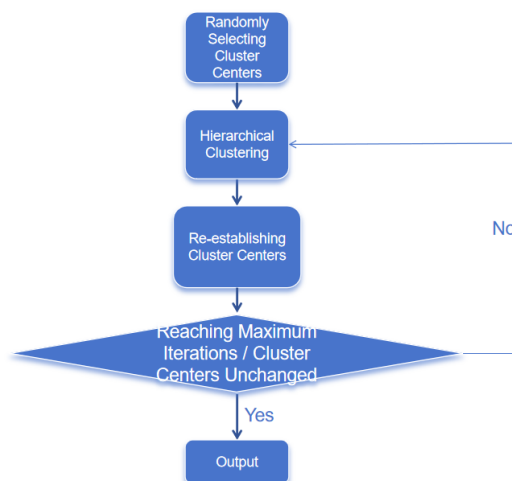 Randomly
Selecting
Cluster
Centers
Hierarchical
Clustering
Re-establishing
Cluster Centers
No
Reaching Maximum
Iterations / Cluster
Centers Unchanged
Yes
Output